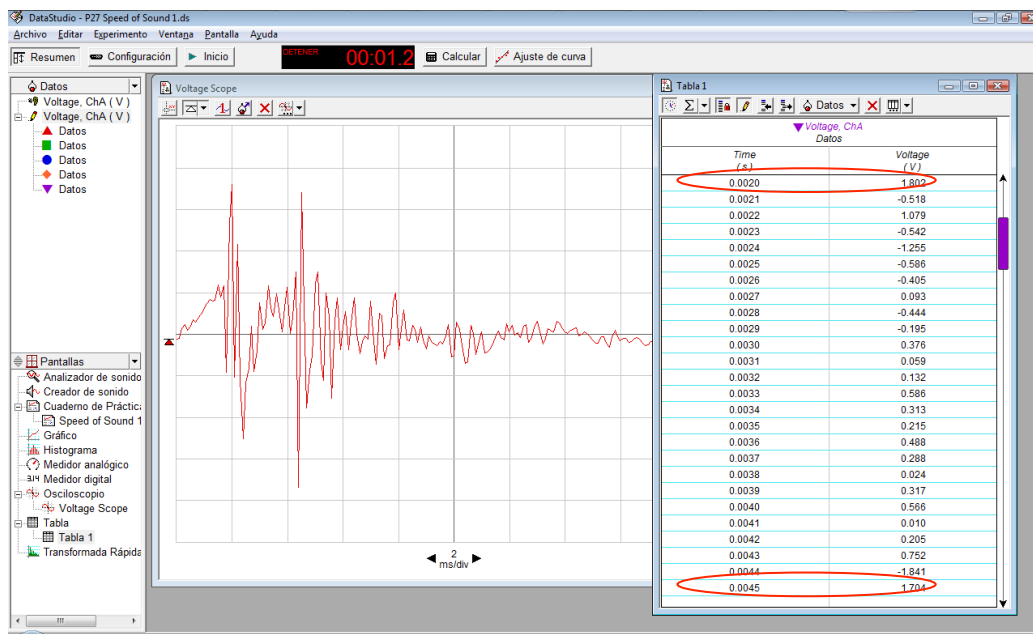 DataStudio - P27 Speed of Sound 1.ds
Archivo Editar Experimento Ventana Pantalla Ayuda
Resumen Configuración Inicio DETENER 00:01.2 Calcular Ajuste de curva
Datos
Voltage, ChA ( V )
Voltage, ChA ( V )
Datos
Datos
Datos
Datos
Datos
Pantallas
Analizador de sonido
Creador de sonido
Cuaderno de Práctic
Speed of Sound 1
Gráfico
Histograma
Medidor analógico
3.14 Medidor digital
Osciloscopio
Voltage Scope
Tabla
Tabla 1
Transformada Rápida
Voltage Scope
2
ms/div
Tabla 1
Σ Datos
Voltage, ChA
Datos
Time Voltage
( s ) ( V )
0.0020 1.802
0.0021 -0.518
0.0022 1.079
0.0023 -0.542
0.0024 -1.255
0.0025 -0.586
0.0026 -0.405
0.0027 0.093
0.0028 -0.444
0.0029 -0.195
0.0030 0.376
0.0031 0.059
0.0032 0.132
0.0033 0.586
0.0034 0.313
0.0035 0.215
0.0036 0.488
0.0037 0.288
0.0038 0.024
0.0039 0.317
0.0040 0.566
0.0041 0.010
0.0042 0.205
0.0043 0.752
0.0044 -1.841
0.0045 1.704